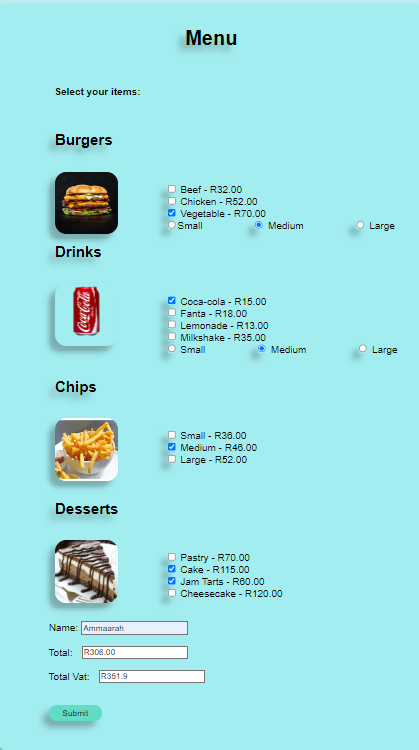 Menu
Select your items:
Burgers
Beef - R32.00
Chicken - R52.00
Vegetable - R70.00
Small Medium Large
Drinks
Coca-Cola
Coca-cola - R15.00
Fanta - R18.00
Lemonade - R13.00
Milkshake - R35.00
Small Medium Large
Chips
Small - R36.00
Medium - R46.00
Large - R52.00
Desserts
Pastry - R70.00
Cake - R115.00
Jam Tarts - R60.00
Cheesecake - R120.00
Name: Ammaarah
Total: R306.00
Total Vat: R351.9
Submit